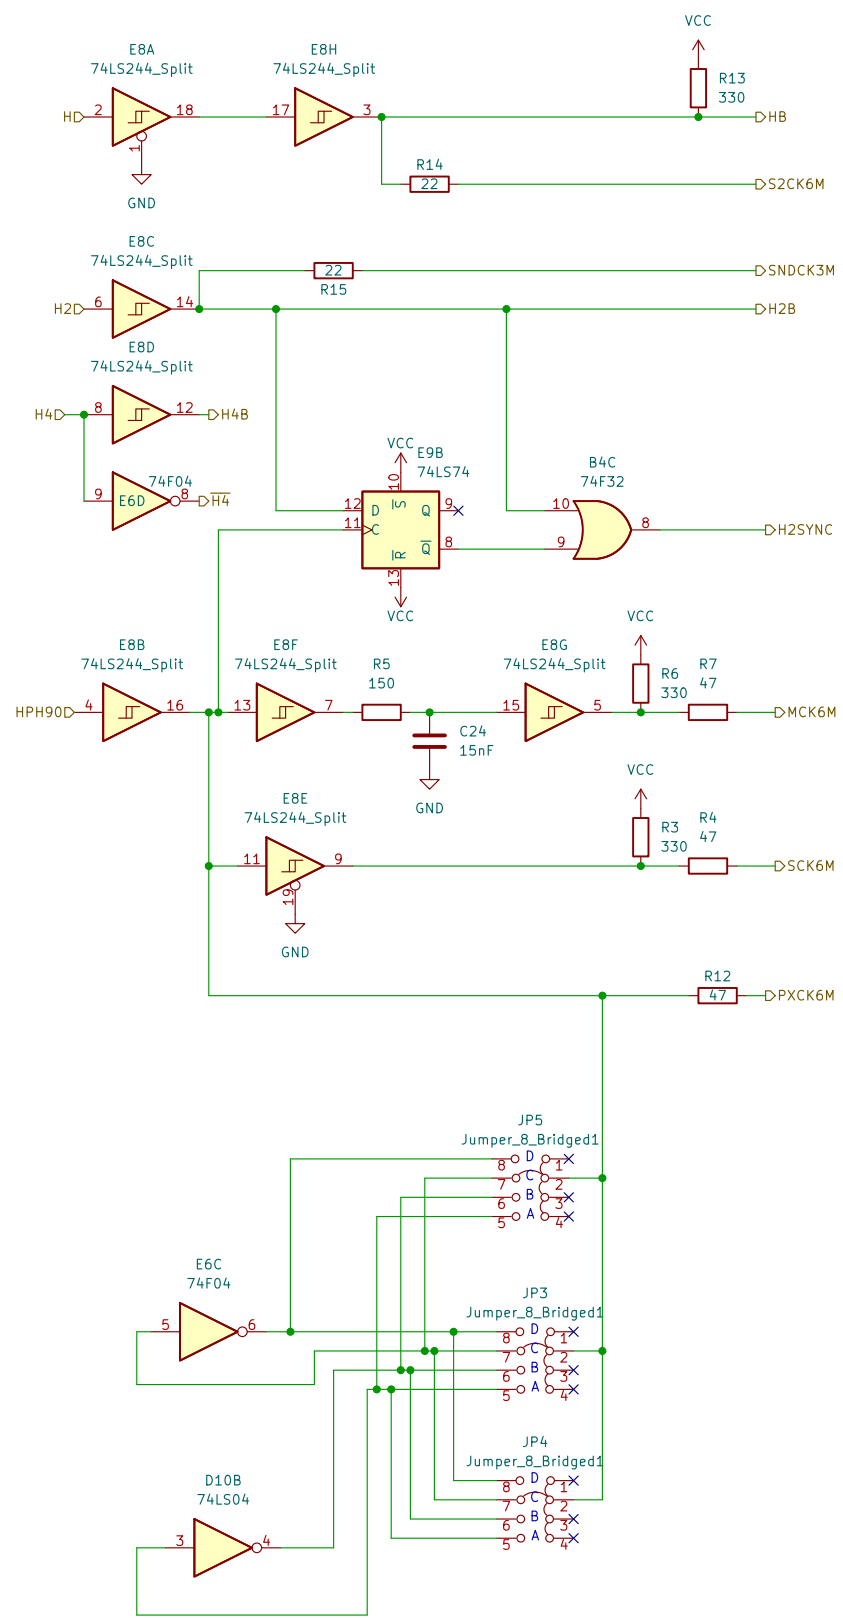 VCC
E8A
74LS244_Split
E8H
74LS244_Split
R13
330
H
2
18
17
3
HB
1
GND
R14
22
S2CK6M
E8C
74LS244_Split
22
R15
SNDCK3M
H2
6
14
H2B
E8D
74LS244_Split
H4
8
12
H4B
74F04
9
E6D
8
H4
VCC
E9B
74LS74
10
12
D
S
Q
9
11
C
R
Q
8
13
VCC
B4C
74F32
10
9
8
H2SYNC
E8B
74LS244_Split
E8F
74LS244_Split
R5
150
E8G
74LS244_Split
VCC
R6
330
R7
47
HPH90
4
16
13
7
15
5
MCK6M
C24
15nF
GND
VCC
E8E
74LS244_Split
R3
330
R4
47
11
9
SCK6M
19
GND
R12
47
PXCK6M
JP5
Jumper_8_Bridged1
8
D
1
7
C
2
6
B
3
5
A
4
E6C
74F04
5
6
JP3
Jumper_8_Bridged1
8
D
1
7
C
2
6
B
3
5
A
4
JP4
Jumper_8_Bridged1
8
D
1
7
C
2
6
B
3
5
A
4
D10B
74LS04
3
4